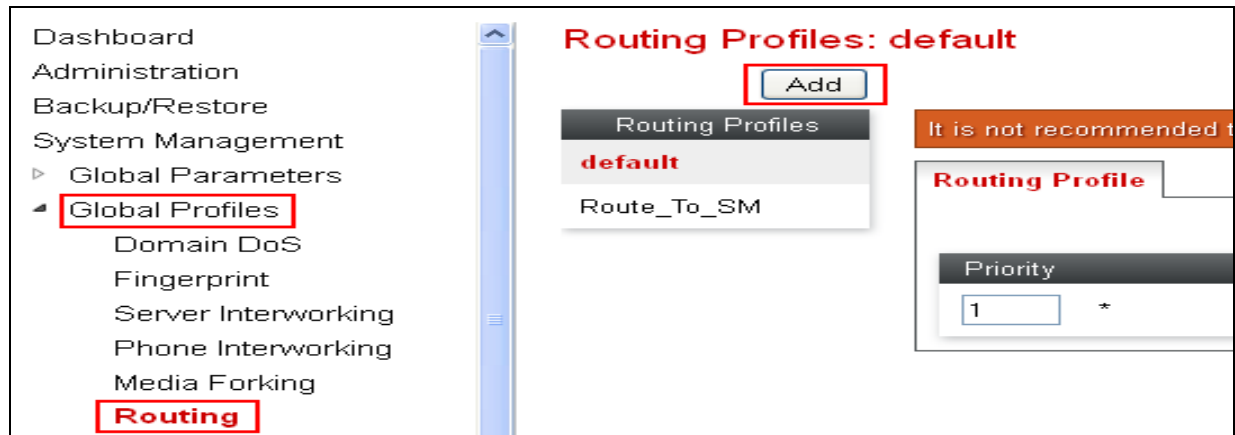 Dashboard
Administration
Backup/Restore
System Management
Global Parameters
Global Profiles
Domain DoS
Fingerprint
Server Interworking
Phone Interworking
Media Forking
Routing
Routing Profiles: default
Add
Routing Profiles
default
Route_To_SM
It is not recommended t
Routing Profile
Priority
1 *